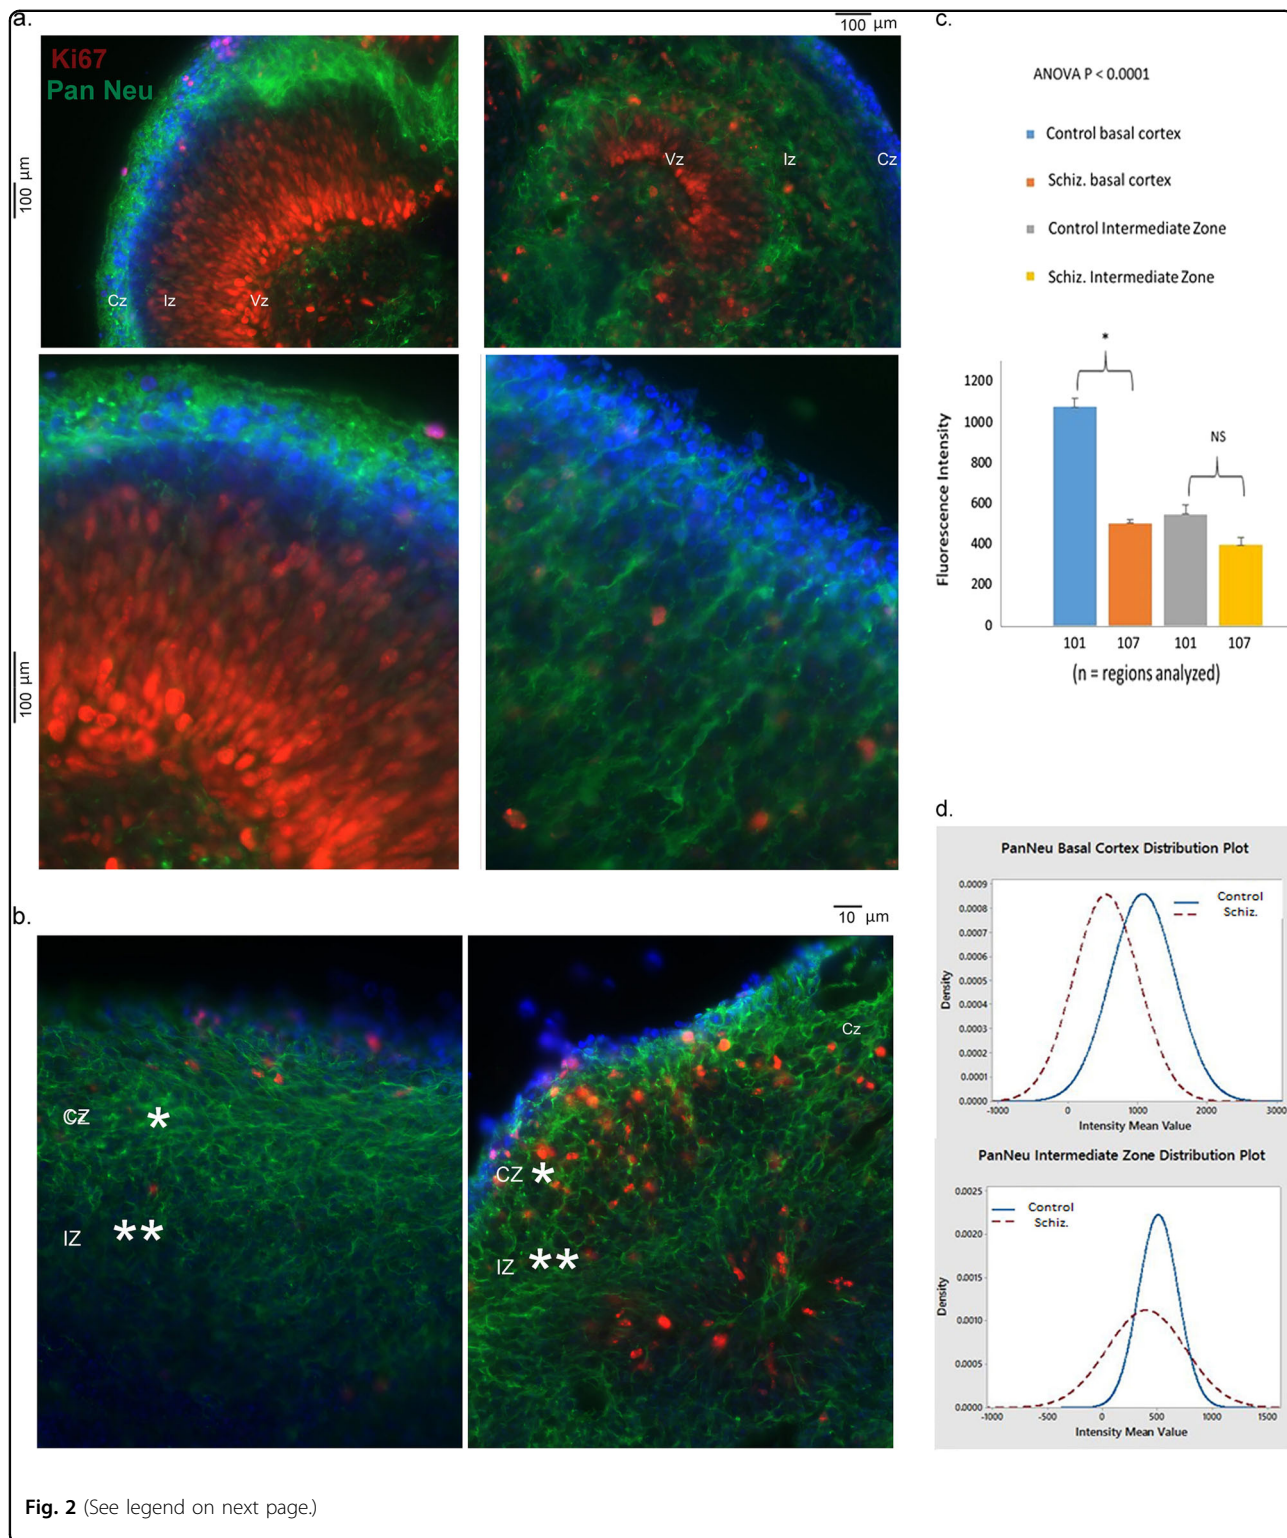 a.
100 µm
Ki67
Pan Neu
100 µm
Cz Iz Vz
Vz Iz Cz
100 µm
b.
10 µm
CZ *
IZ **
Cz
CZ *
IZ **
c.
ANOVA P < 0.0001
Control basal cortex
Schiz. basal cortex
Control Intermediate Zone
Schiz. Intermediate Zone
*
NS
Fluorescence Intensity
1200
1000
800
600
400
200
0
101 107 101 107
(n = regions analyzed)
d.
PanNeu Basal Cortex Distribution Plot
Control
Schiz.
Density
0.0009
0.0008
0.0007
0.0006
0.0005
0.0004
0.0003
0.0002
0.0001
0.0000
-1000 0 1000 2000 3000
Intensity Mean Value
PanNeu Intermediate Zone Distribution Plot
Control
Schiz.
Density
0.0025
0.0020
0.0015
0.0010
0.0005
0.0000
-1000 -500 0 500 1000 1500
Intensity Mean Value
Fig. 2 (See legend on next page.)